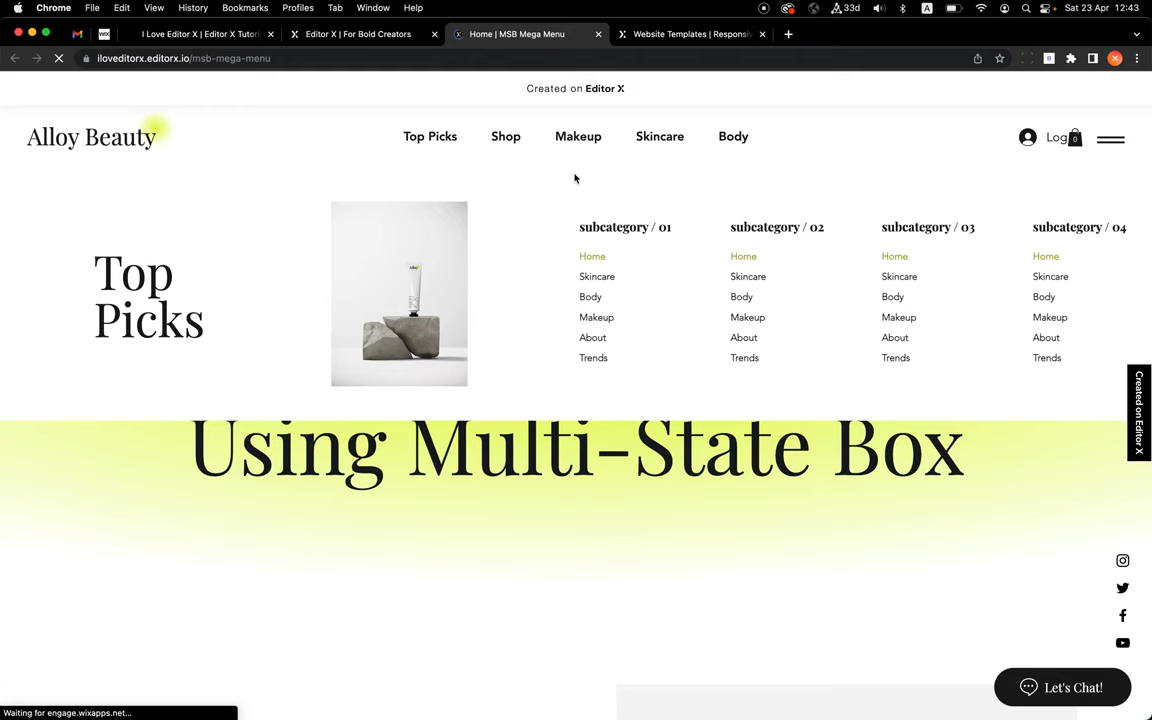 Chrome File Edit View History Bookmarks Profiles Tab Window Help 33d A Sat 23 Apr 12:43
I Love Editor X | Editor X Tutori Editor X | For Bold Creators Home | MSB Mega Menu Website Templates | Responsiv
iloveditorx.editorx.io/msb-mega-menu
Created on Editor X
Alloy Beauty Top Picks Shop Makeup Skincare Body Log 0
Top
Picks
subcategory / 01
Home
Skincare
Body
Makeup
About
Trends
subcategory / 02
Home
Skincare
Body
Makeup
About
Trends
subcategory / 03
Home
Skincare
Body
Makeup
About
Trends
subcategory / 04
Home
Skincare
Body
Makeup
About
Trends
Created on Editor X
Using Multi-State Box
Let's Chat!
Waiting for engage.wixapps.net...